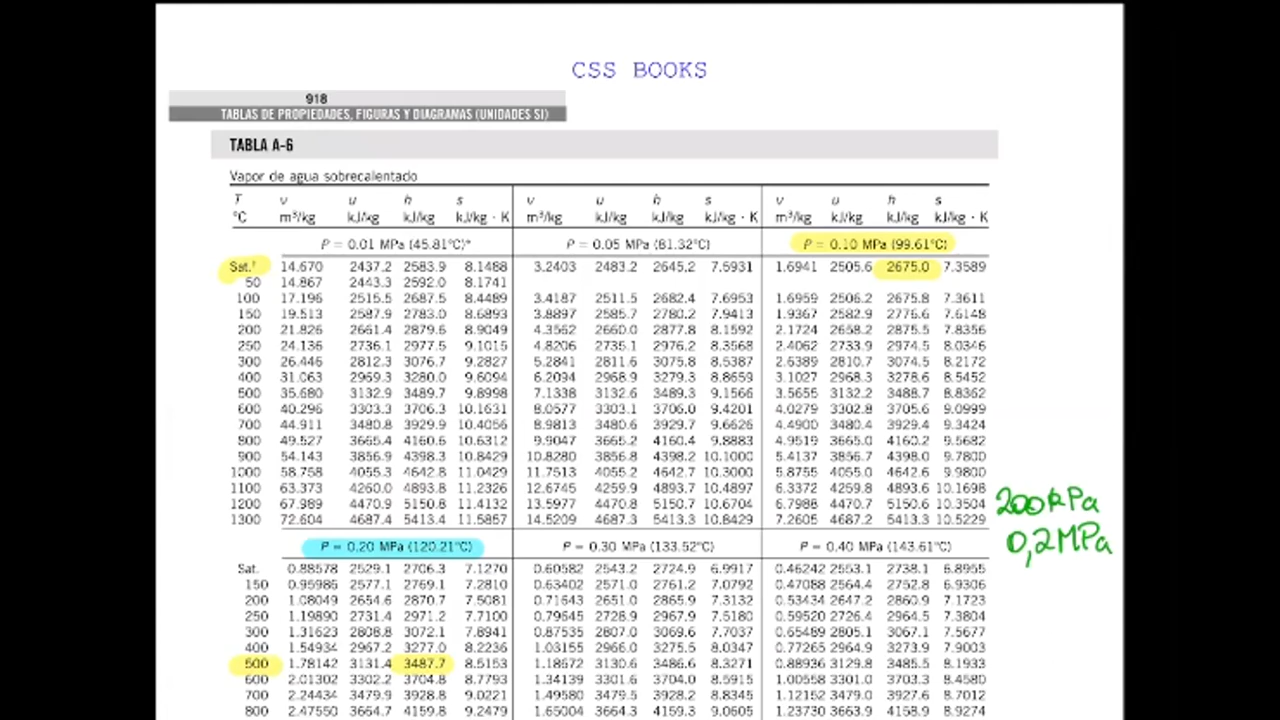 CSS BOOKS
918
TABLAS DE PROPIEDADES, FIGURAS Y DIAGRAMAS (UNIDADES SI)
TABLA A-6
Vapor de agua sobrecalentado
T v u h s v u h s v u h s
°C m³/kg kJ/kg kJ/kg kJ/kg · K m³/kg kJ/kg kJ/kg kJ/kg · K m³/kg kJ/kg kJ/kg kJ/kg · K
P = 0.01 MPa (45.81°C)* P = 0.05 MPa (81.32°C) P = 0.10 MPa (99.61°C)
Sat.† 14.670 2437.2 2583.9 8.1488 3.2403 2483.2 2645.2 7.5931 1.6941 2505.6 2675.0 7.3589
50 14.867 2443.3 2592.0 8.1741
100 17.196 2515.5 2687.5 8.4489 3.4187 2511.5 2682.4 7.6953 1.6959 2506.2 2675.8 7.3611
150 19.513 2587.9 2783.0 8.6893 3.8897 2585.7 2780.2 7.9413 1.9367 2582.9 2776.6 7.6148
200 21.826 2661.4 2879.6 8.9049 4.3562 2660.0 2877.8 8.1592 2.1724 2658.2 2875.5 7.8356
250 24.136 2736.1 2977.5 9.1015 4.8206 2735.1 2976.2 8.3568 2.4062 2733.9 2974.5 8.0346
300 26.446 2812.3 3076.7 9.2827 5.2841 2811.6 3075.8 8.5387 2.6389 2810.7 3074.5 8.2172
400 31.063 2969.3 3280.0 9.6094 6.2094 2968.9 3279.3 8.8659 3.1027 2968.3 3278.6 8.5452
500 35.680 3132.9 3489.7 9.8998 7.1338 3132.6 3489.3 9.1566 3.5655 3132.2 3488.7 8.8362
600 40.296 3303.3 3706.3 10.1631 8.0577 3303.1 3706.0 9.4201 4.0279 3302.8 3705.6 9.0999
700 44.911 3480.8 3929.9 10.4056 8.9813 3480.6 3929.7 9.6626 4.4900 3480.4 3929.4 9.3424
800 49.527 3665.4 4160.6 10.6312 9.9047 3665.2 4160.4 9.8883 4.9519 3665.0 4160.2 9.5682
900 54.143 3856.9 4398.3 10.8429 10.8280 3856.8 4398.2 10.1000 5.4137 3856.7 4398.0 9.7800
1000 58.758 4055.3 4642.8 11.0429 11.7513 4055.2 4642.7 10.3000 5.8755 4055.0 4642.6 9.9800
1100 63.373 4260.0 4893.8 11.2326 12.6745 4259.9 4893.7 10.4897 6.3372 4259.8 4893.6 10.1698
1200 67.989 4470.9 5150.8 11.4132 13.5977 4470.8 5150.7 10.6704 6.7988 4470.7 5150.6 10.3504
1300 72.604 4687.4 5413.4 11.5857 14.5209 4687.3 5413.3 10.8429 7.2605 4687.2 5413.3 10.5229
200 kPa
0,2 MPa
P = 0.20 MPa (120.21°C) P = 0.30 MPa (133.52°C) P = 0.40 MPa (143.61°C)
Sat. 0.88578 2529.1 2706.3 7.1270 0.60582 2543.2 2724.9 6.9917 0.46242 2553.1 2738.1 6.8955
150 0.95986 2577.1 2769.1 7.2810 0.63402 2571.0 2761.2 7.0792 0.47088 2564.4 2752.8 6.9306
200 1.08049 2654.6 2870.7 7.5081 0.71643 2651.0 2865.9 7.3132 0.53434 2647.2 2860.9 7.1723
250 1.19890 2731.4 2971.2 7.7100 0.79645 2728.9 2967.9 7.5180 0.59520 2726.4 2964.5 7.3804
300 1.31623 2808.8 3072.1 7.8941 0.87535 2807.0 3069.6 7.7037 0.65489 2805.1 3067.1 7.5677
400 1.54934 2967.2 3277.0 8.2236 1.03155 2966.0 3275.5 8.0347 0.77265 2964.9 3273.9 7.9003
500 1.78142 3131.4 3487.7 8.5153 1.18672 3130.6 3486.6 8.3271 0.88936 3129.8 3485.5 8.1933
600 2.01302 3302.2 3704.8 8.7793 1.34139 3301.6 3704.0 8.5915 1.00558 3301.0 3703.3 8.4580
700 2.24434 3479.9 3928.8 9.0221 1.49580 3479.5 3928.2 8.8345 1.12152 3479.0 3927.6 8.7012
800 2.47550 3664.7 4159.8 9.2479 1.65004 3664.3 4159.3 9.0605 1.23730 3663.9 4158.9 8.9274